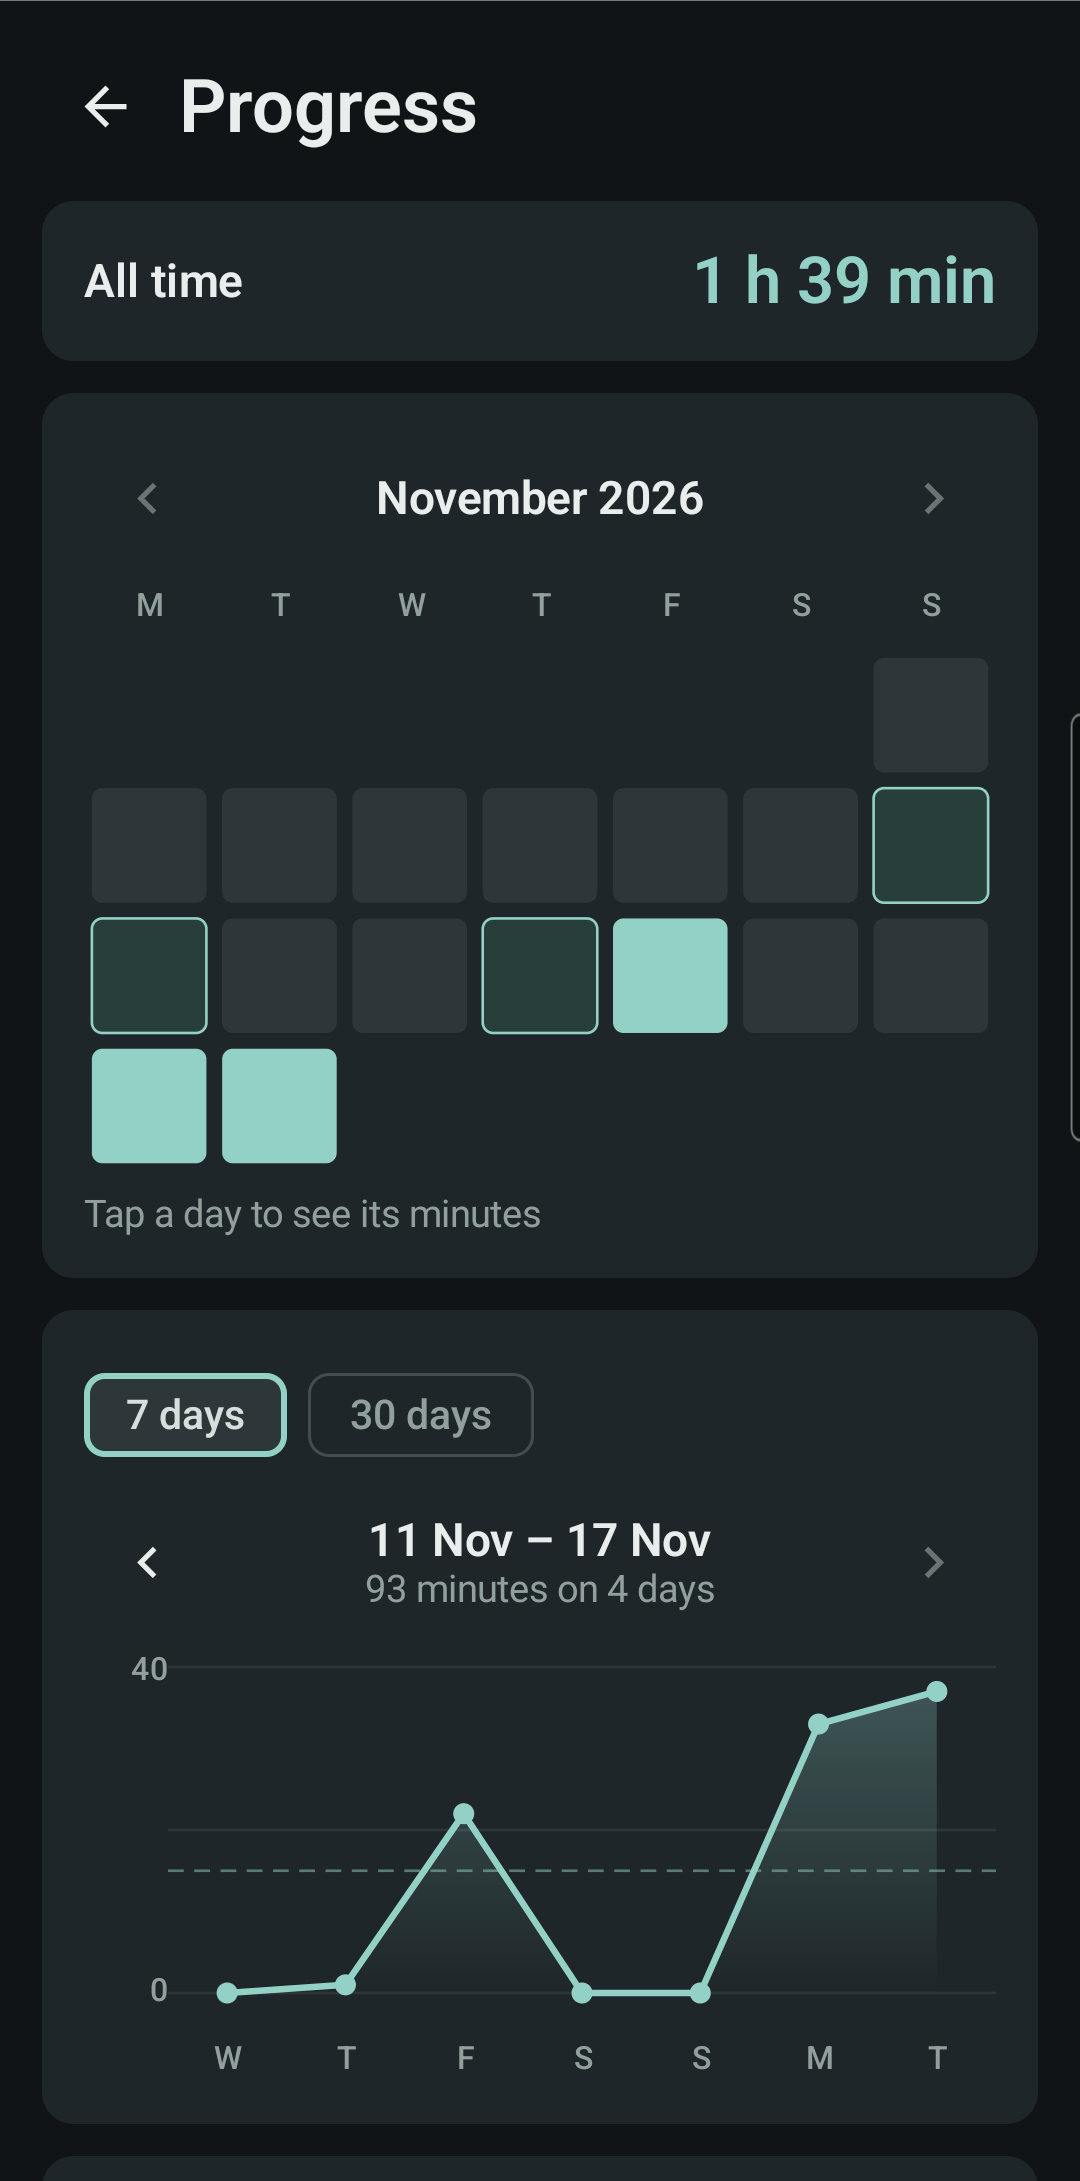 Progress
All time
1 h 39 min
November 2026
M T W T F S S
Tap a day to see its minutes
7 days
30 days
11 Nov – 17 Nov
93 minutes on 4 days
40
0
W T F S S M T